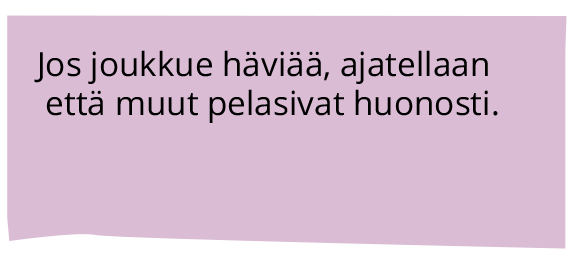 Jos joukkue häviää, ajatellaan
että muut pelasivat huonosti.